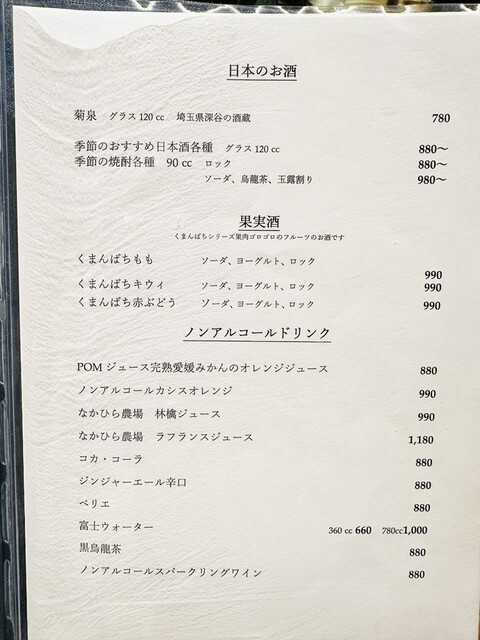 日本のお酒
菊泉 グラス 120 cc 埼玉県深谷の酒蔵 780
季節のおすすめ日本酒各種 グラス 120 cc 880〜
季節の焼酎各種 90 cc ロック 880〜
ソーダ、烏龍茶、玉露割り 980〜
果実酒
くまんばちシリーズ果肉ゴロゴロのフルーツのお酒です
くまんばちもも ソーダ、ヨーグルト、ロック 990
くまんばちキウィ ソーダ、ヨーグルト、ロック 990
くまんばち赤ぶどう ソーダ、ヨーグルト、ロック 990
ノンアルコールドリンク
POM ジュース完熟愛媛みかんのオレンジジュース 880
ノンアルコールカシスオレンジ 990
なかひら農場 林檎ジュース 990
なかひら農場 ラフランスジュース 1,180
コカ・コーラ 880
ジンジャーエール辛口 880
ペリエ 880
富士ウォーター 360 cc 660 780cc1,000
黒烏龍茶 880
ノンアルコールスパークリングワイン 880